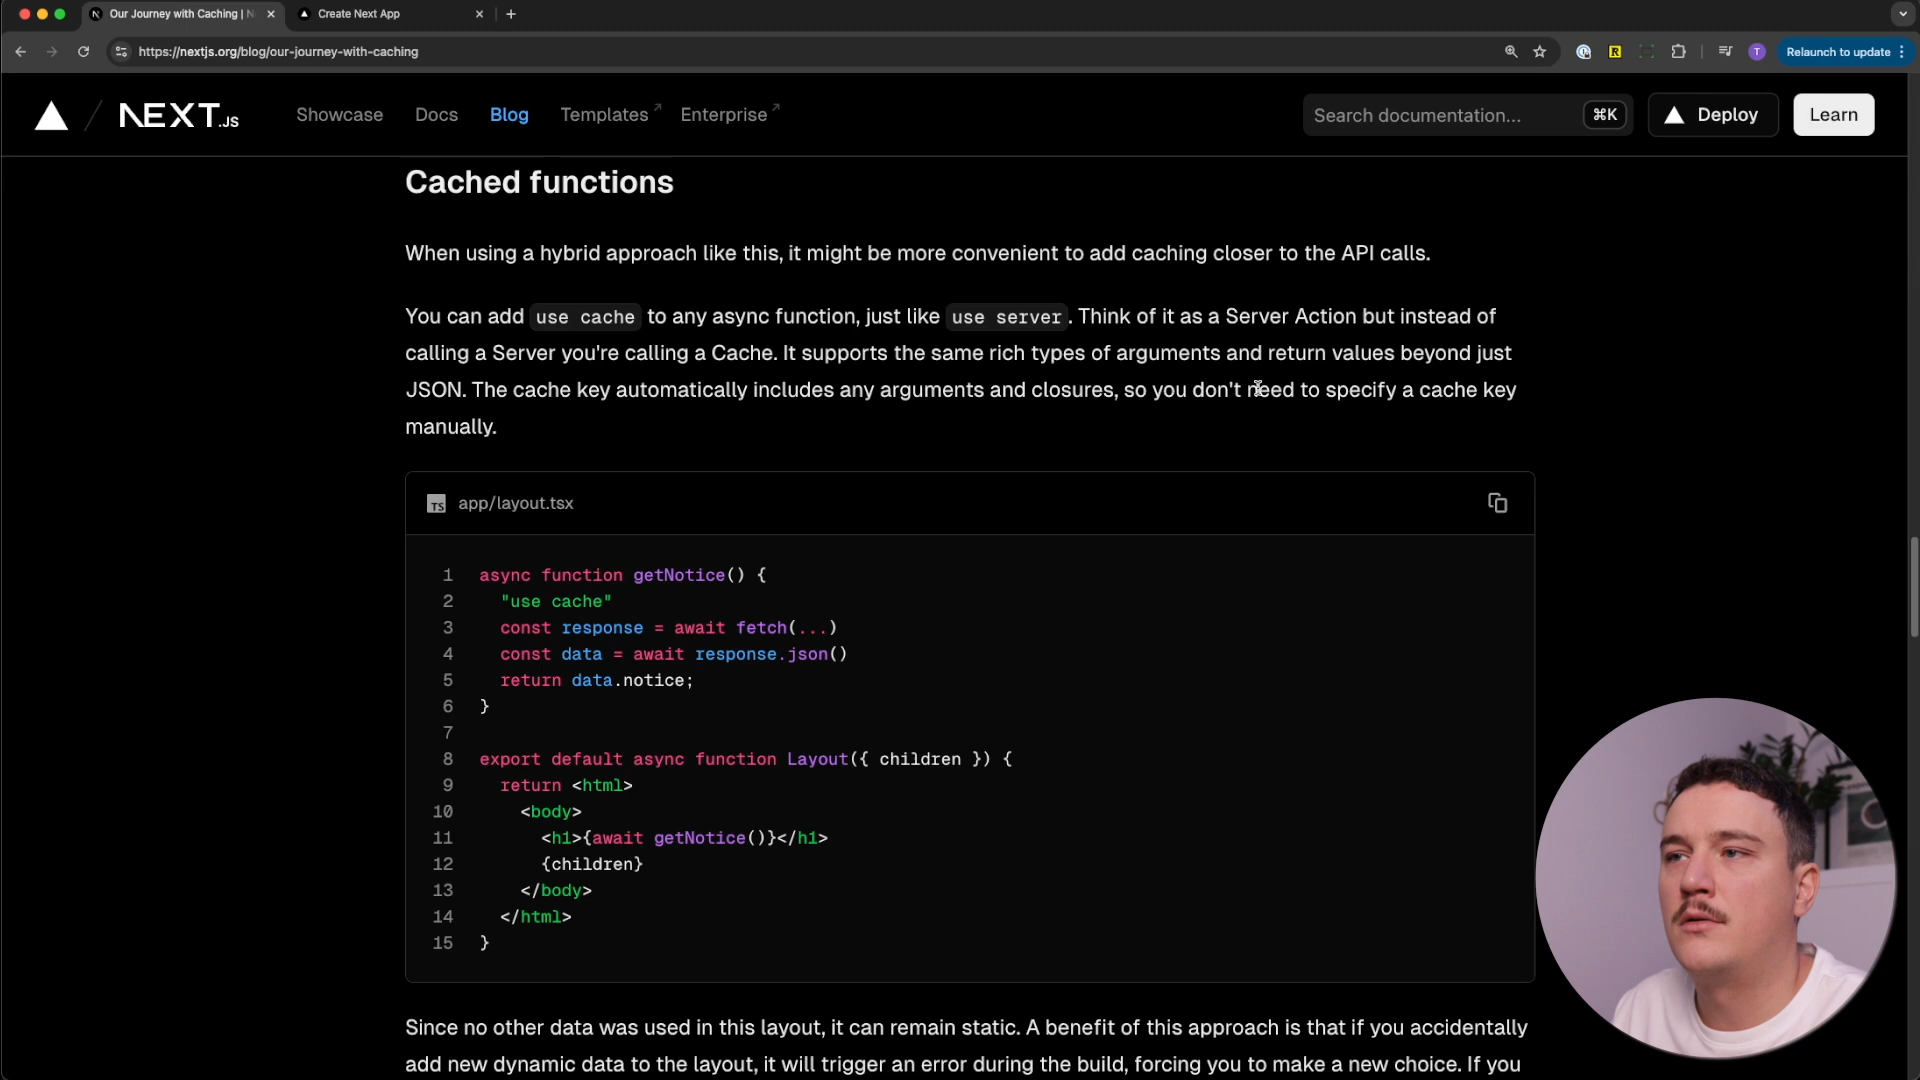 Our Journey with Caching | N
Create Next App
https://nextjs.org/blog/our-journey-with-caching
R
T
Relaunch to update
NEXT.JS
Showcase
Docs
Blog
Templates
Enterprise
Search documentation...
⌘K
Deploy
Learn
Cached functions
When using a hybrid approach like this, it might be more convenient to add caching closer to the API calls.
You can add use cache to any async function, just like use server. Think of it as a Server Action but instead of
calling a Server you're calling a Cache. It supports the same rich types of arguments and return values beyond just
JSON. The cache key automatically includes any arguments and closures, so you don't need to specify a cache key
manually.
TS app/layout.tsx
1 async function getNotice() {
2 "use cache"
3 const response = await fetch(...)
4 const data = await response.json()
5 return data.notice;
6 }
7
8 export default async function Layout({ children }) {
9 return <html>
10 <body>
11 <h1>{await getNotice()}</h1>
12 {children}
13 </body>
14 </html>
15 }
Since no other data was used in this layout, it can remain static. A benefit of this approach is that if you accidentally
add new dynamic data to the layout, it will trigger an error during the build, forcing you to make a new choice. If you